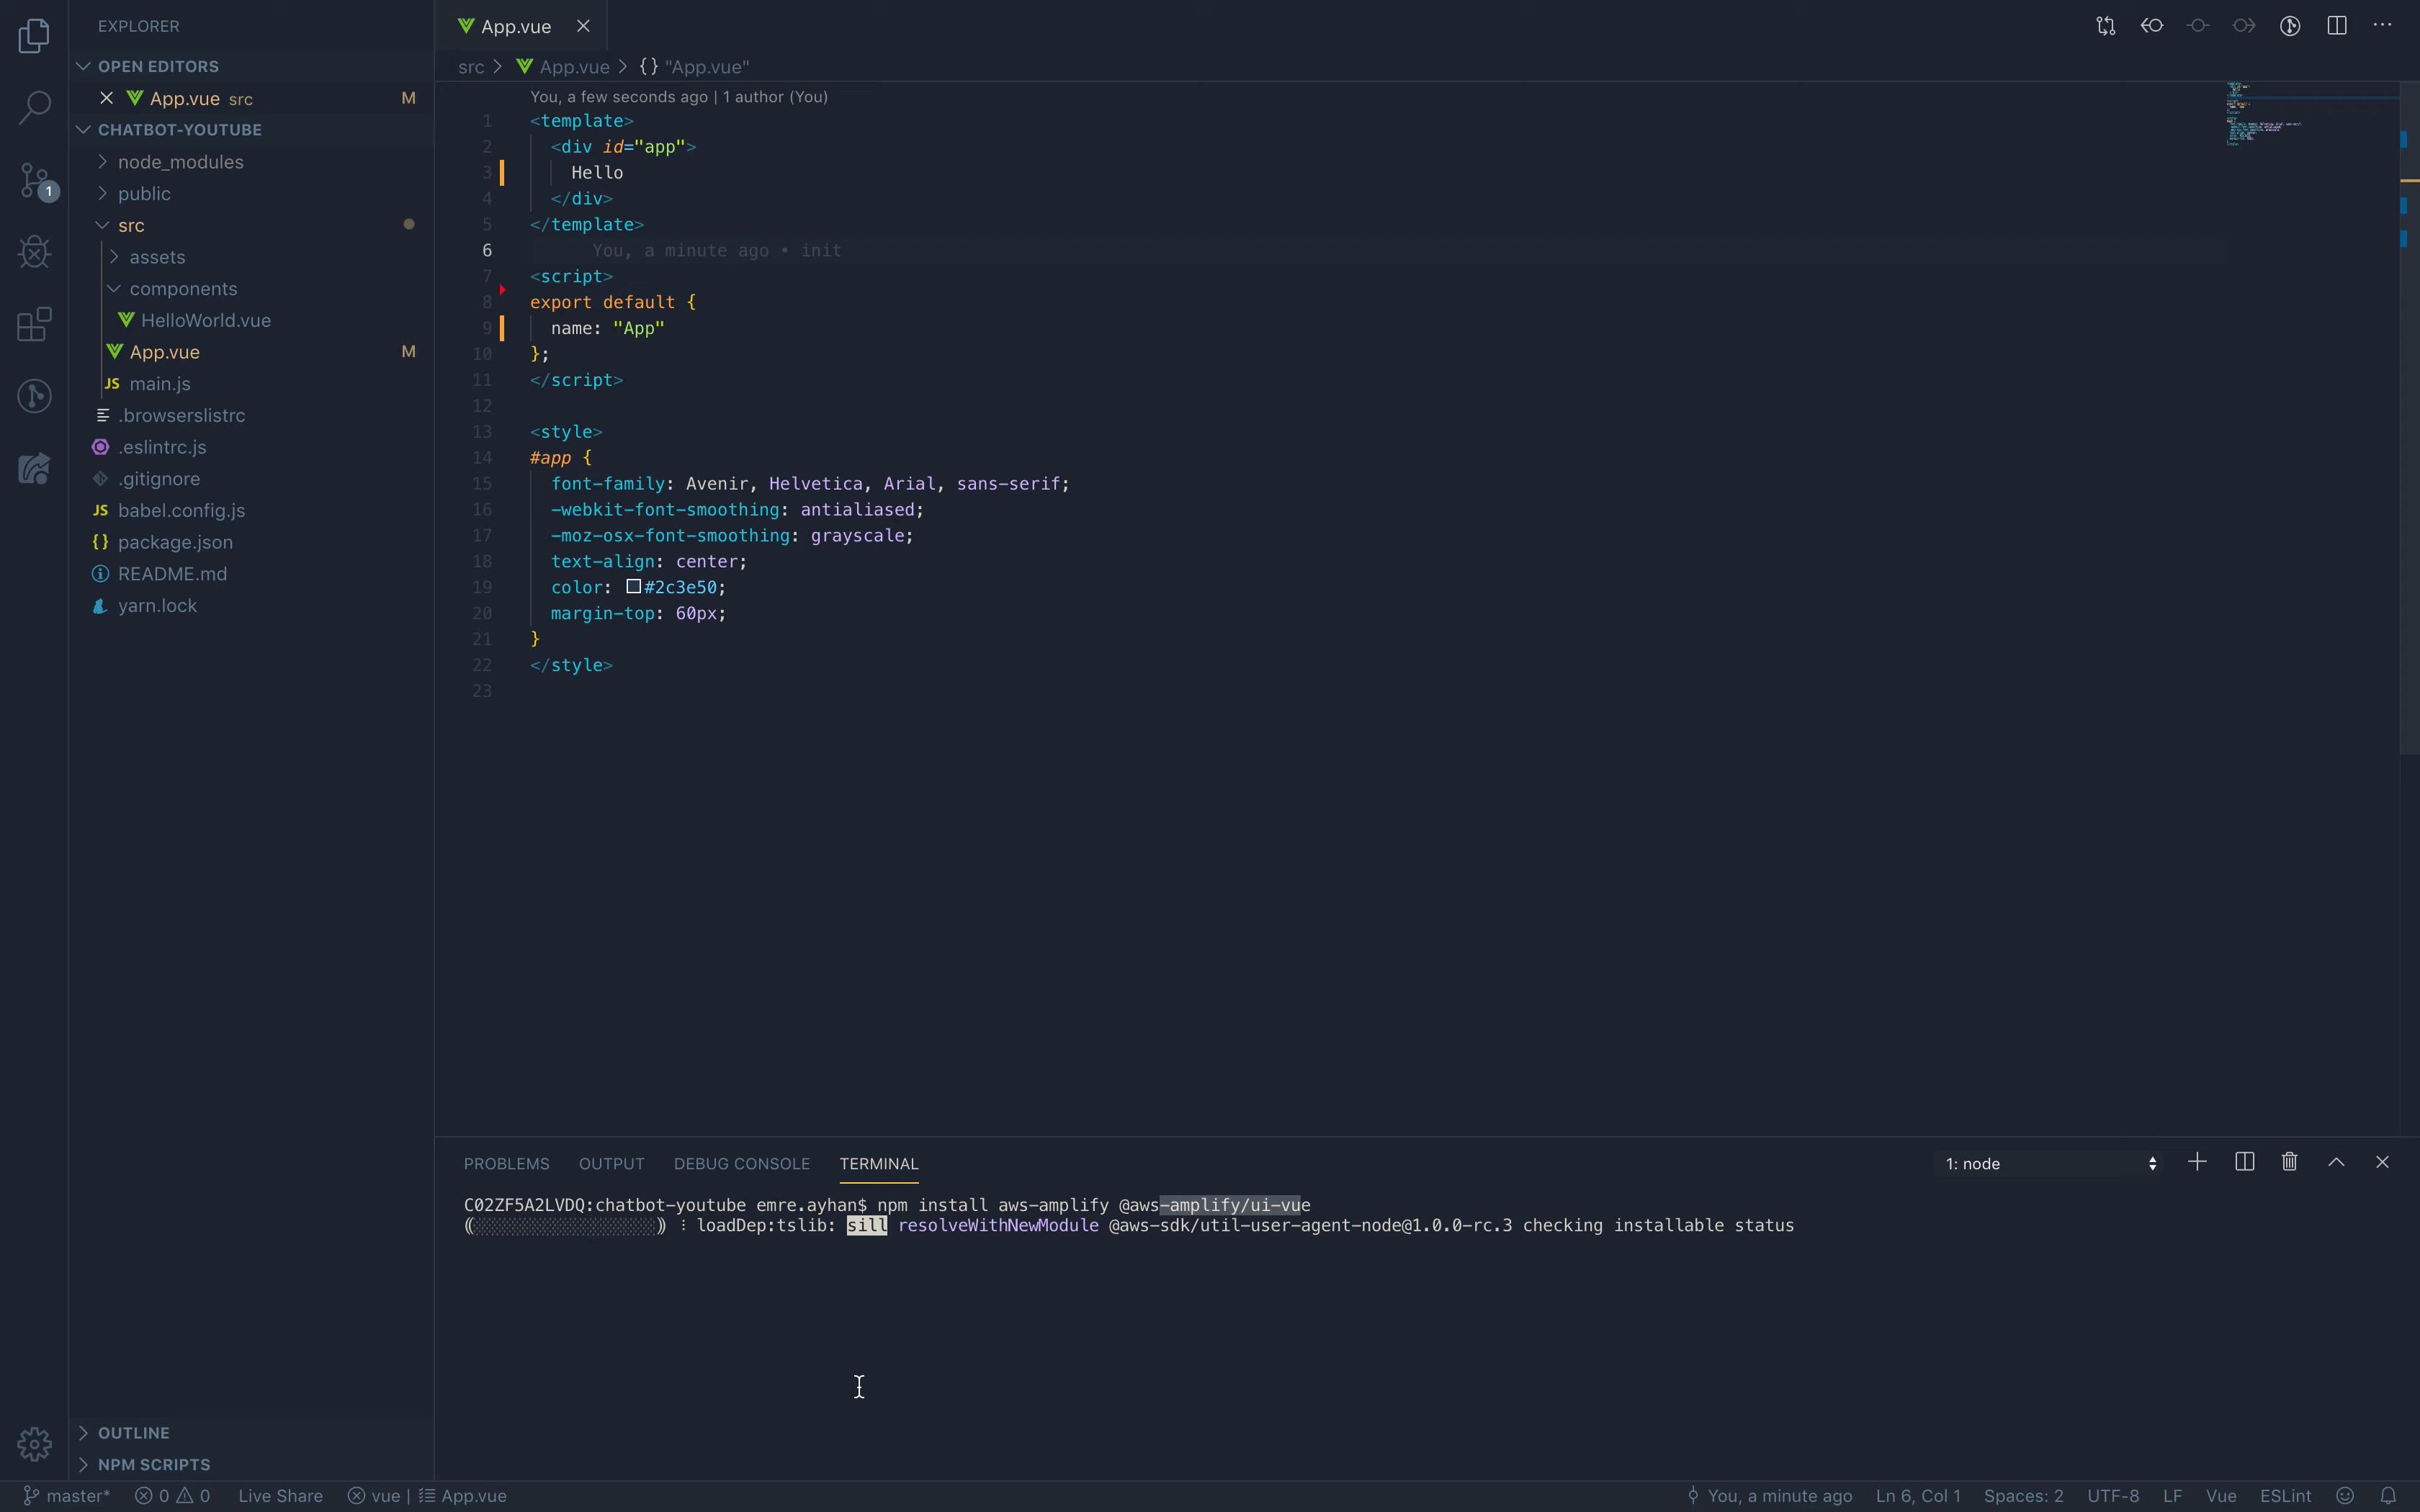 EXPLORER
OPEN EDITORS
App.vue src M
CHATBOT-YOUTUBE
node_modules
public
src
assets
components
HelloWorld.vue
App.vue M
JS main.js
.browserslistrc
.eslintrc.js
.gitignore
JS babel.config.js
{} package.json
README.md
yarn.lock
OUTLINE
NPM SCRIPTS
1
App.vue
src > App.vue > {} "App.vue"
You, a few seconds ago | 1 author (You)
1 <template>
2 <div id="app">
3 Hello
4 </div>
5 </template>
6 You, a minute ago • init
7 <script>
8 export default {
9 name: "App"
10 };
11 </script>
12
13 <style>
14 #app {
15 font-family: Avenir, Helvetica, Arial, sans-serif;
16 -webkit-font-smoothing: antialiased;
17 -moz-osx-font-smoothing: grayscale;
18 text-align: center;
19 color: #2c3e50;
20 margin-top: 60px;
21 }
22 </style>
23
PROBLEMS OUTPUT DEBUG CONSOLE TERMINAL 1: node
C02ZF5A2LVDQ:chatbot-youtube emre.ayhan$ npm install aws-amplify @aws-amplify/ui-vue
((░░░░░░░░░░░░░░░░░░)) ⠸ loadDep:tslib: sill resolveWithNewModule @aws-sdk/util-user-agent-node@1.0.0-rc.3 checking installable status
master* 0 0 Live Share vue | App.vue You, a minute ago Ln 6, Col 1 Spaces: 2 UTF-8 LF Vue ESLint